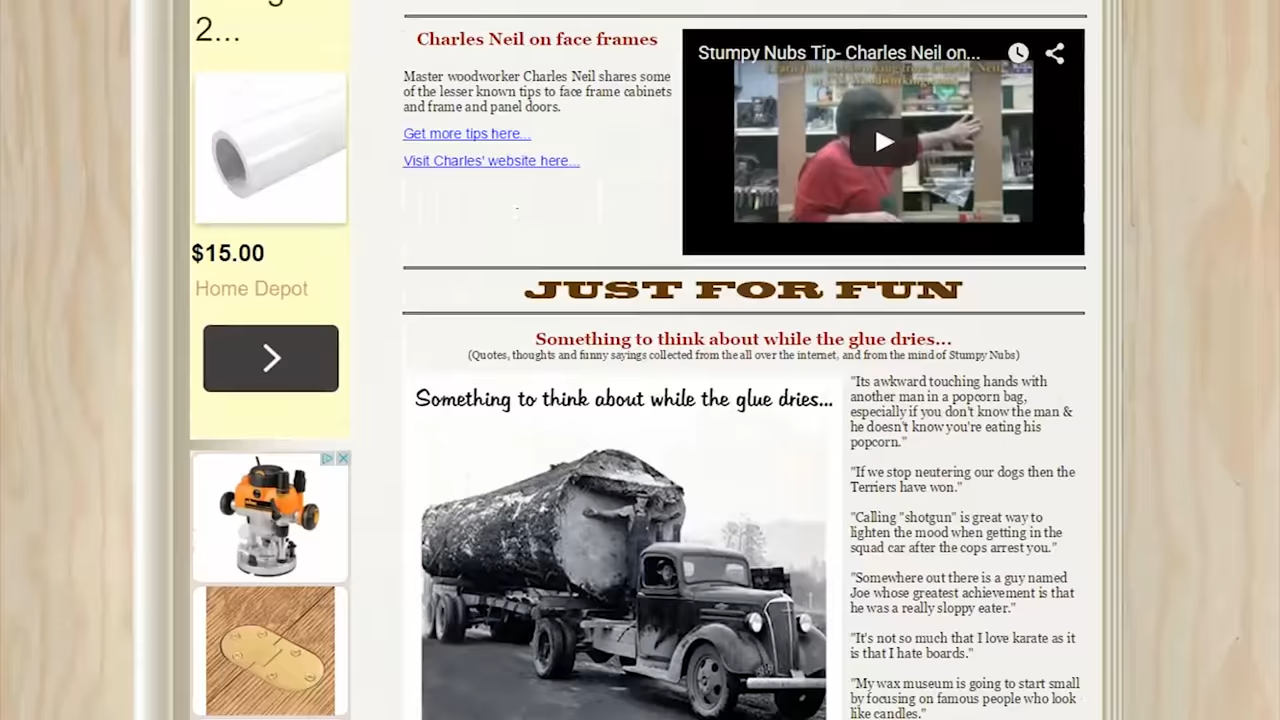 2...
$15.00
Home Depot
Charles Neil on face frames
Master woodworker Charles Neil shares some
of the lesser known tips to face frame cabinets
and frame and panel doors.
Get more tips here...
Visit Charles' website here...
Stumpy Nubs Tip- Charles Neil on...
JUST FOR FUN
Something to think about while the glue dries...
(Quotes, thoughts and funny sayings collected from the all over the internet, and from the mind of Stumpy Nubs)
Something to think about while the glue dries...
"Its awkward touching hands with
another man in a popcorn bag,
especially if you don't know the man &
he doesn't know you're eating his
popcorn."
"If we stop neutering our dogs then the
Terriers have won."
"Calling "shotgun" is great way to
lighten the mood when getting in the
squad car after the cops arrest you."
"Somewhere out there is a guy named
Joe whose greatest achievement is that
he was a really sloppy eater."
"It's not so much that I love karate as it
is that I hate boards."
"My wax museum is going to start small
by focusing on famous people who look
like candles."